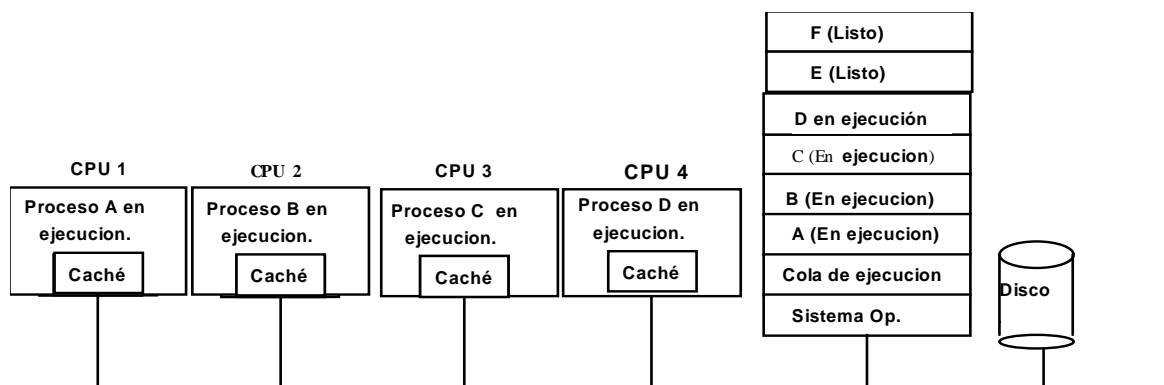 CPU 1
Proceso A en
ejecucion.
Caché
CPU 2
Proceso B en
ejecucion.
Caché
CPU 3
Proceso C en
ejecucion.
Caché
CPU 4
Proceso D en
ejecucion.
Caché
F (Listo)
E (Listo)
D en ejecución
C (En ejecucion)
B (En ejecucion)
A (En ejecucion)
Cola de ejecucion
Sistema Op.
Disco